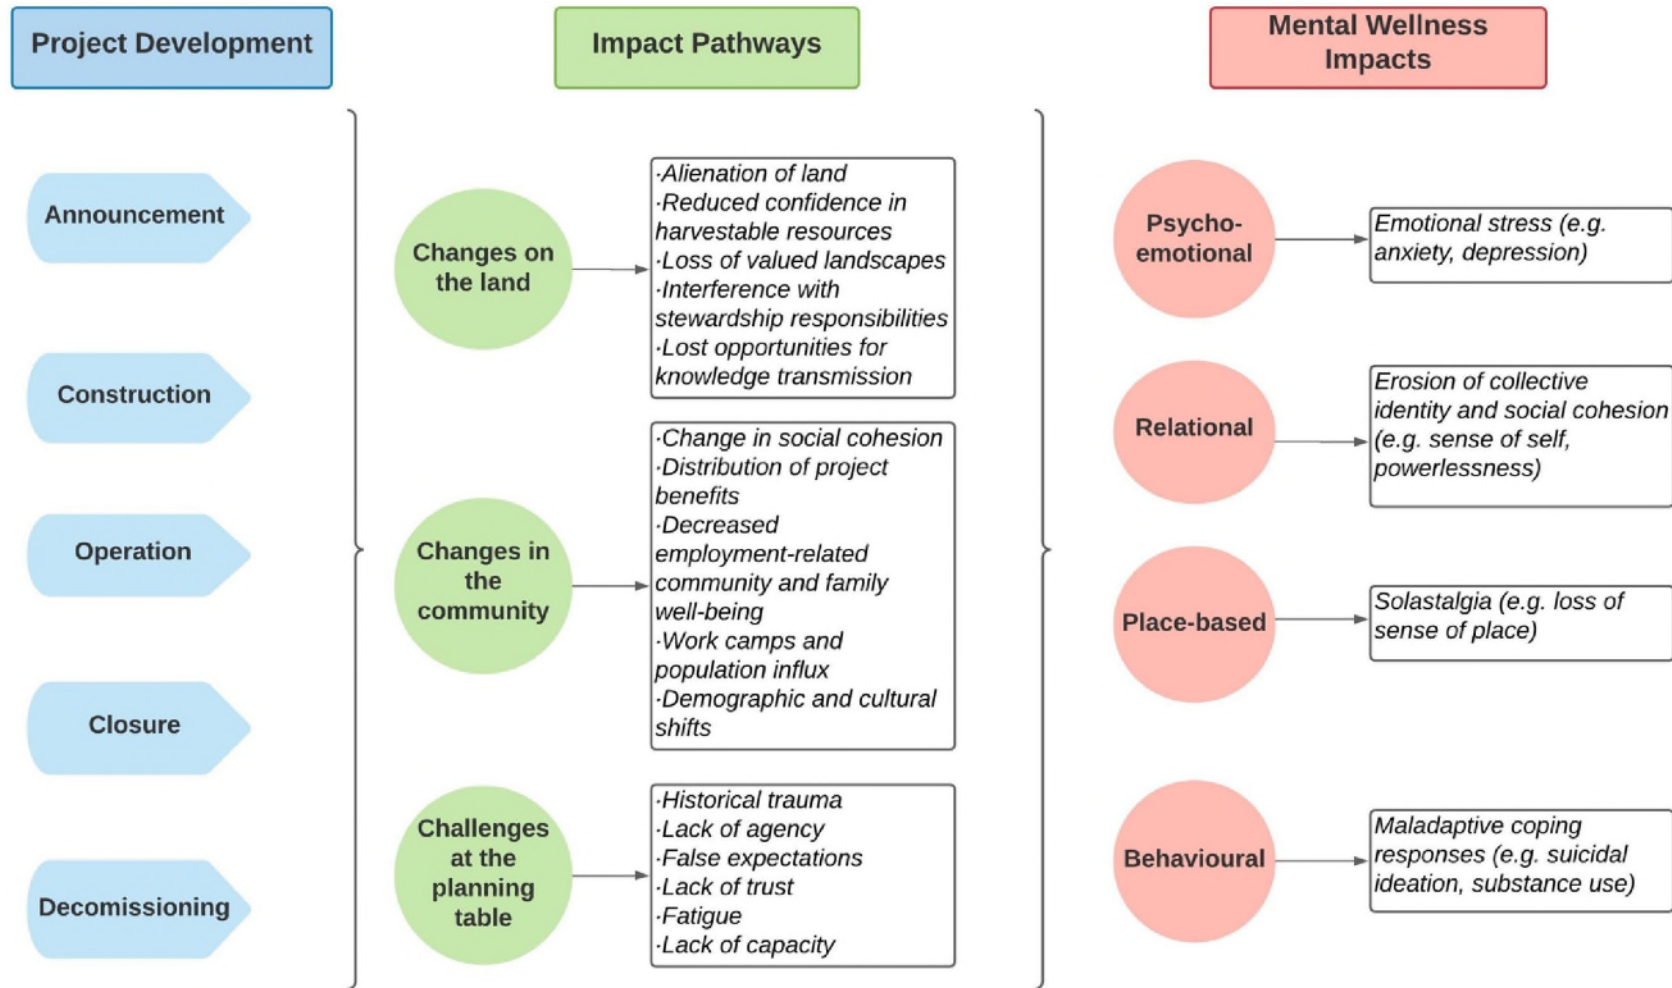 Project Development
Impact Pathways
Mental Wellness
Impacts
Announcement
Construction
Operation
Closure
Decomissioning
Changes on
the land
·Alienation of land
·Reduced confidence in
harvestable resources
·Loss of valued landscapes
·Interference with
stewardship responsibilities
·Lost opportunities for
knowledge transmission
Changes in
the
community
·Change in social cohesion
·Distribution of project
benefits
·Decreased
employment-related
community and family
well-being
·Work camps and
population influx
·Demographic and cultural
shifts
Challenges
at the
planning
table
·Historical trauma
·Lack of agency
·False expectations
·Lack of trust
·Fatigue
·Lack of capacity
Psycho-
emotional
Emotional stress (e.g.
anxiety, depression)
Relational
Erosion of collective
identity and social cohesion
(e.g. sense of self,
powerlessness)
Place-based
Solastalgia (e.g. loss of
sense of place)
Behavioural
Maladaptive coping
responses (e.g. suicidal
ideation, substance use)